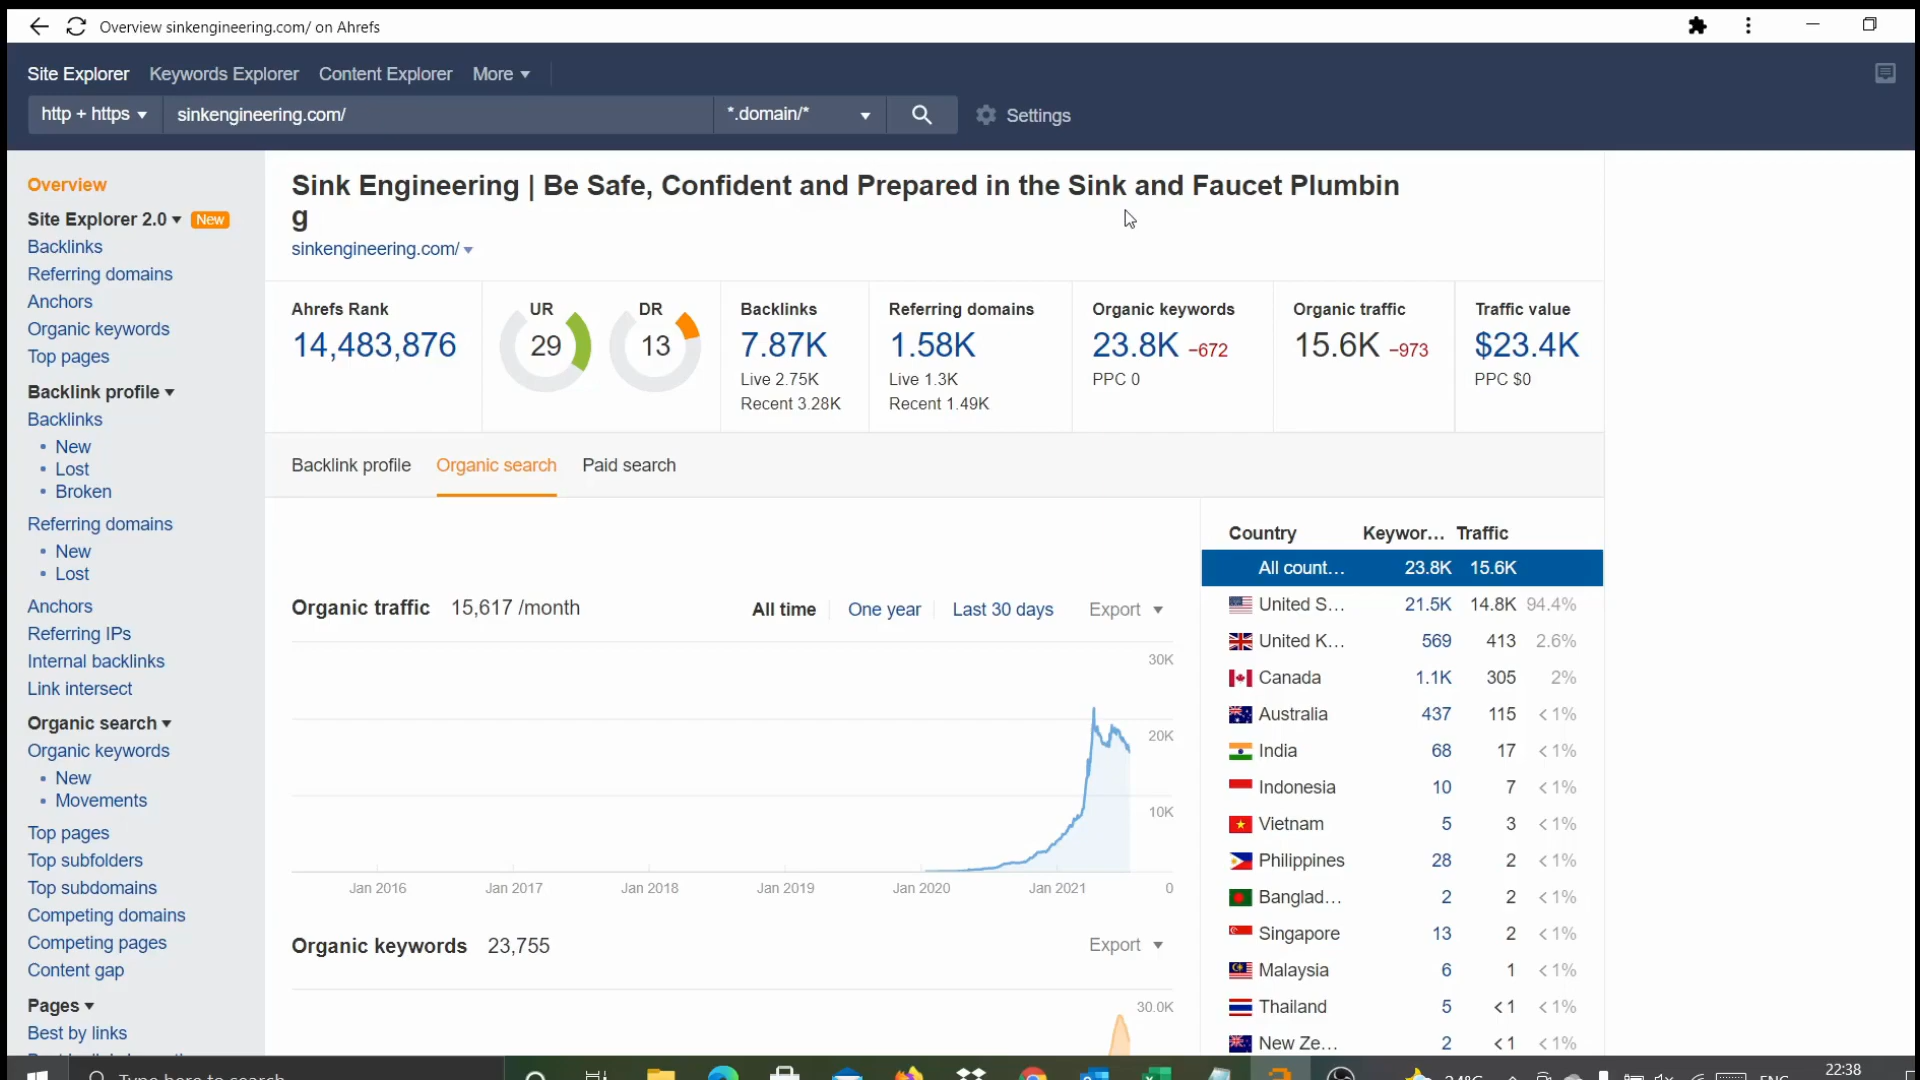 Overview sinkengineering.com/ on Ahrefs
Site Explorer Keywords Explorer Content Explorer More
http + https sinkengineering.com/ *.domain/* Settings
Overview
Site Explorer 2.0 New
Backlinks
Referring domains
Anchors
Organic keywords
Top pages
Backlink profile
Backlinks
New
Lost
Broken
Referring domains
New
Lost
Anchors
Referring IPs
Internal backlinks
Link intersect
Organic search
Organic keywords
New
Movements
Top pages
Top subfolders
Top subdomains
Competing domains
Competing pages
Content gap
Pages
Best by links
Sink Engineering | Be Safe, Confident and Prepared in the Sink and Faucet Plumbin
g
sinkengineering.com/
Ahrefs Rank
14,483,876
UR
29
DR
13
Backlinks
7.87K
Live 2.75K
Recent 3.28K
Referring domains
1.58K
Live 1.3K
Recent 1.49K
Organic keywords
23.8K −672
PPC 0
Organic traffic
15.6K −973
Traffic value
$23.4K
PPC $0
Backlink profile Organic search Paid search
Organic traffic 15,617 /month All time One year Last 30 days Export
30K
20K
10K
0
Jan 2016 Jan 2017 Jan 2018 Jan 2019 Jan 2020 Jan 2021
Organic keywords 23,755 Export
30.0K
Country Keywor... Traffic
All count... 23.8K 15.6K
United S... 21.5K 14.8K 94.4%
United K... 569 413 2.6%
Canada 1.1K 305 2%
Australia 437 115 <1%
India 68 17 <1%
Indonesia 10 7 <1%
Vietnam 5 3 <1%
Philippines 28 2 <1%
Banglad... 2 2 <1%
Singapore 13 2 <1%
Malaysia 6 1 <1%
Thailand 5 <1 <1%
New Ze... 2 <1 <1%
Type here to search
22:38